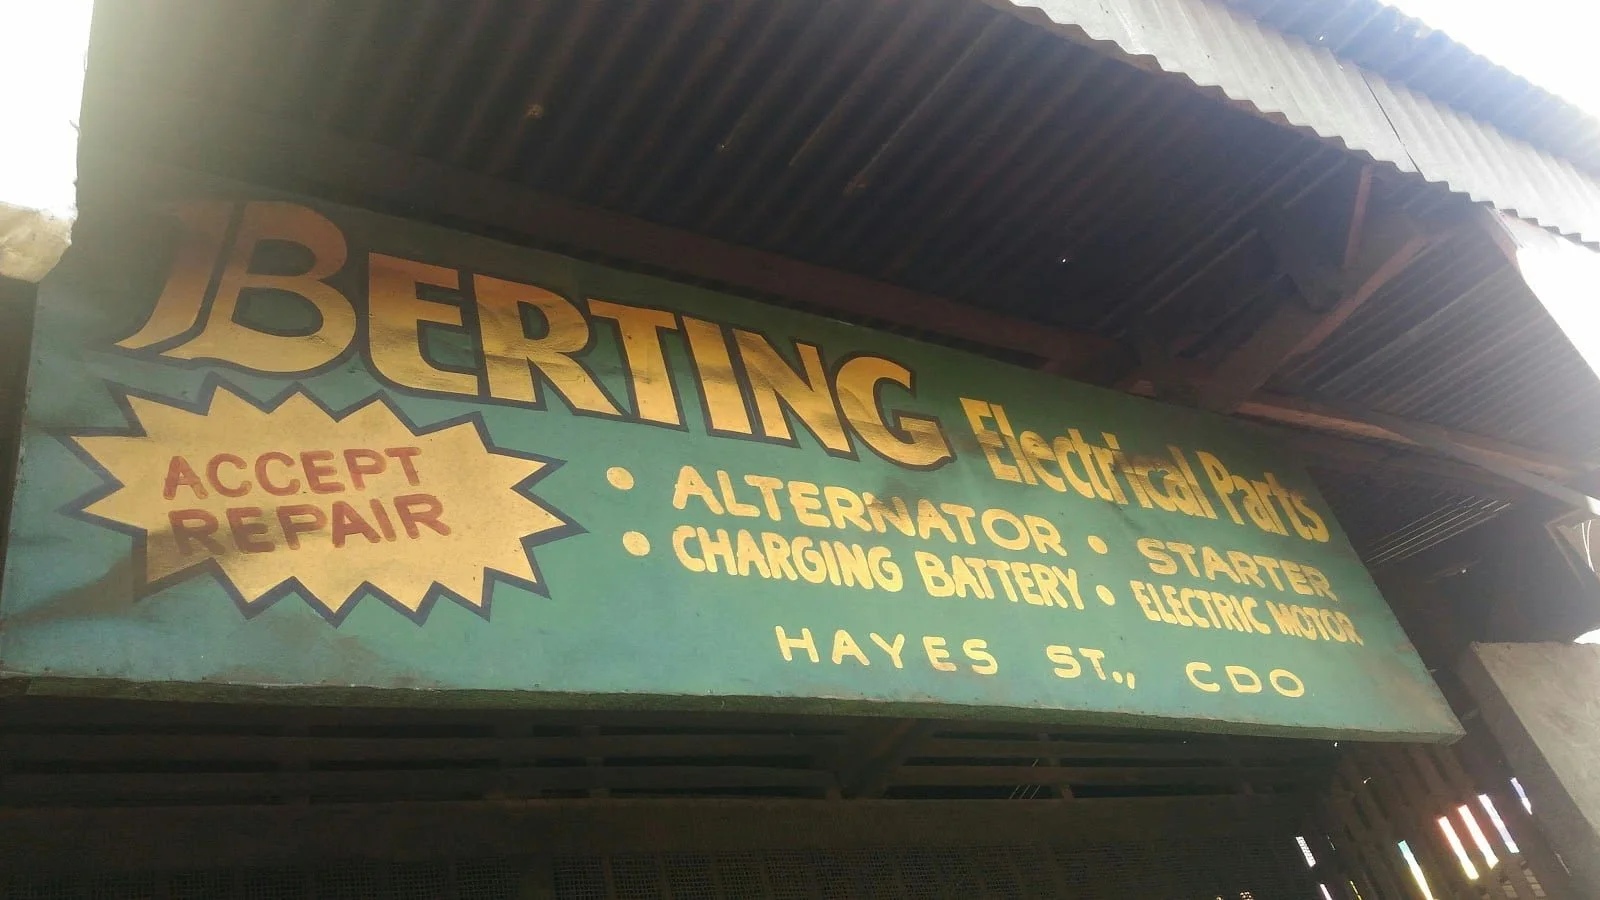 BERTING Electrical Parts
ACCEPT
REPAIR
• ALTERNATOR • STARTER
• CHARGING BATTERY • ELECTRIC MOTOR
HAYES ST., CDO